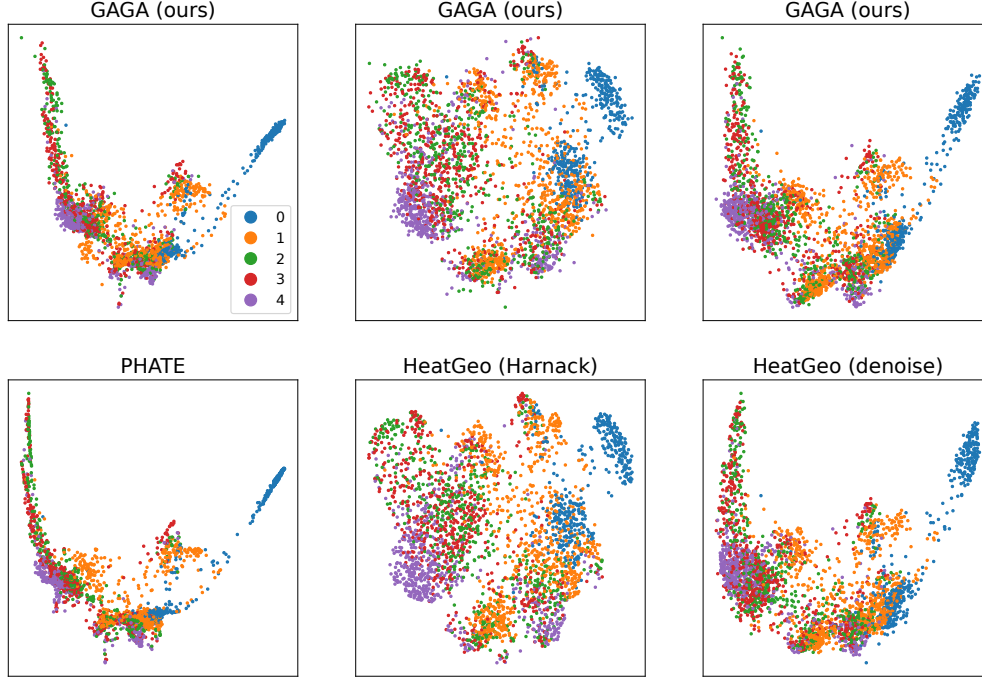 GAGA (ours)
GAGA (ours)
GAGA (ours)
0
1
2
3
4
PHATE
HeatGeo (Harnack)
HeatGeo (denoise)